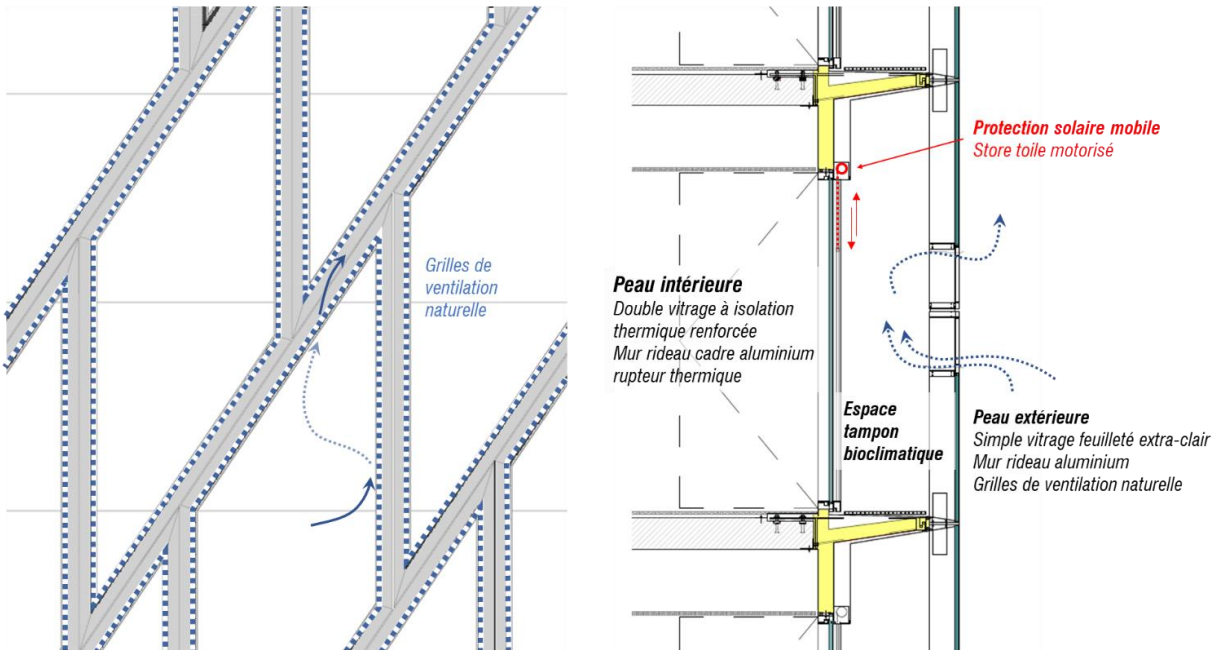 Grilles de
ventilation
naturelle
Protection solaire mobile
Store toile motorisé
Peau intérieure
Double vitrage à isolation
thermique renforcée
Mur rideau cadre aluminium
rupteur thermique
Espace
tampon
bioclimatique
Peau extérieure
Simple vitrage feuilleté extra-clair
Mur rideau aluminium
Grilles de ventilation naturelle